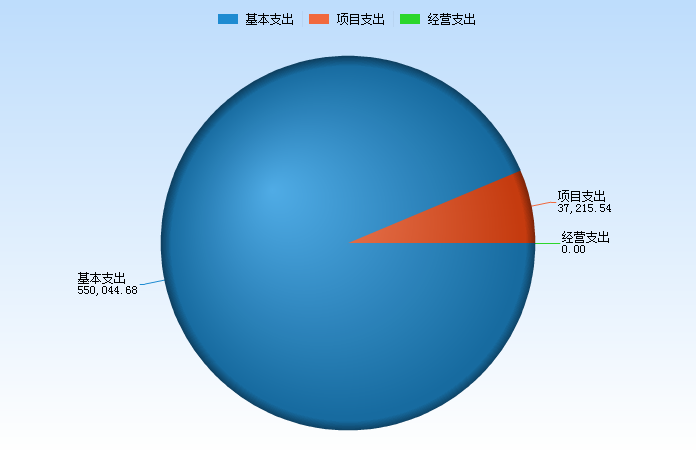 基本支出 项目支出 经营支出
项目支出
37,215.54
经营支出
0.00
基本支出
550,044.68